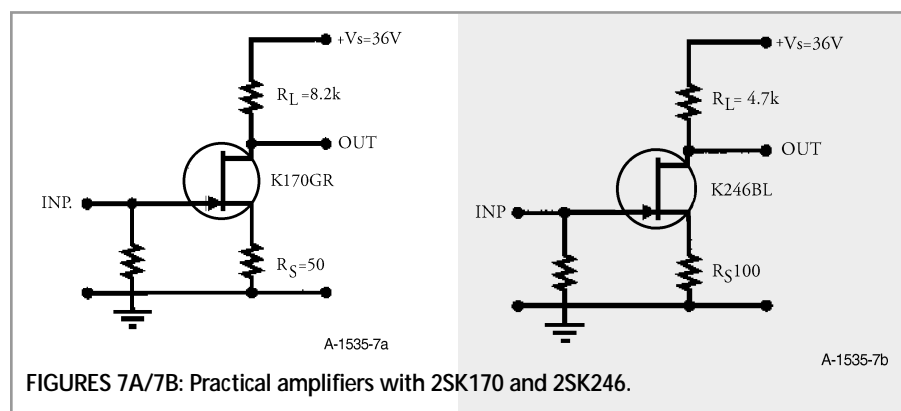 +Vs=36V
RL=8.2k
OUT
K170GR
INP.
RS=50
A-1535-7a
+Vs=36V
RL= 4.7k
OUT
K246BL
INP
RS100
A-1535-7b
FIGURES 7A/7B: Practical amplifiers with 2SK170 and 2SK246.